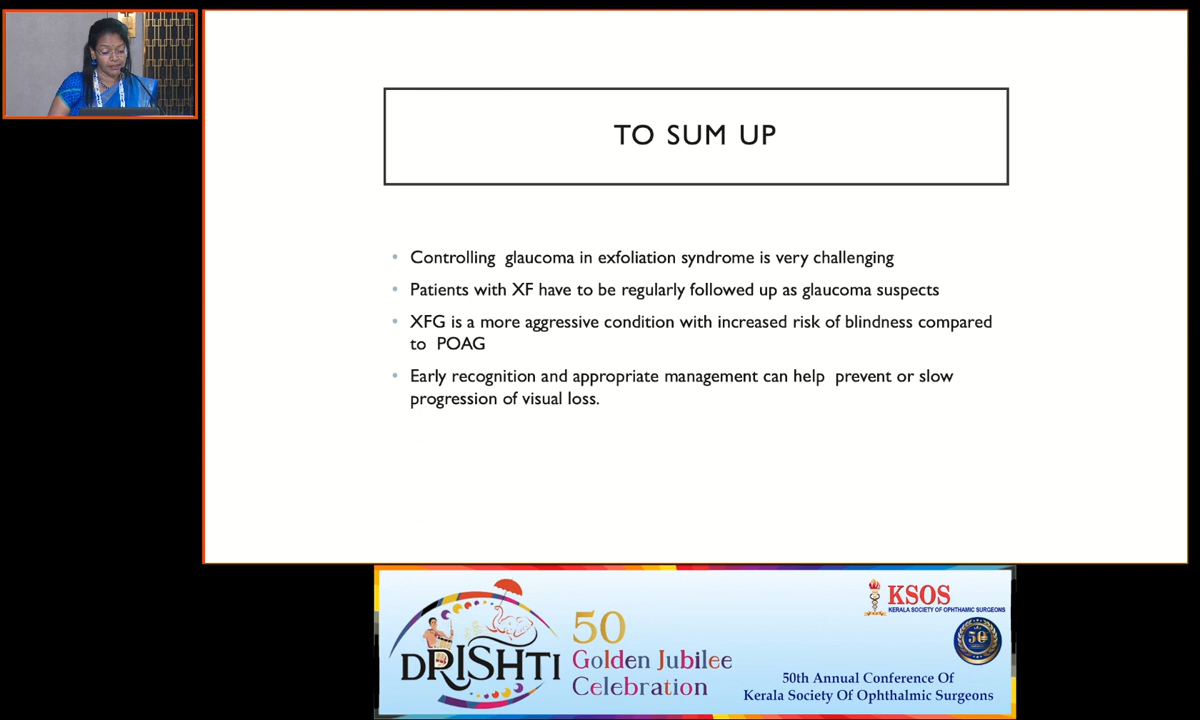 TO SUM UP
Controlling glaucoma in exfoliation syndrome is very challenging
Patients with XF have to be regularly followed up as glaucoma suspects
XFG is a more aggressive condition with increased risk of blindness compared
to POAG
Early recognition and appropriate management can help prevent or slow
progression of visual loss.
DRISHTI
50
Golden Jubilee
Celebration
KSOS
KERALA SOCIETY OF OPHTHAMIC SURGEONS
50
50th Annual Conference Of
Kerala Society Of Ophthalmic Surgeons